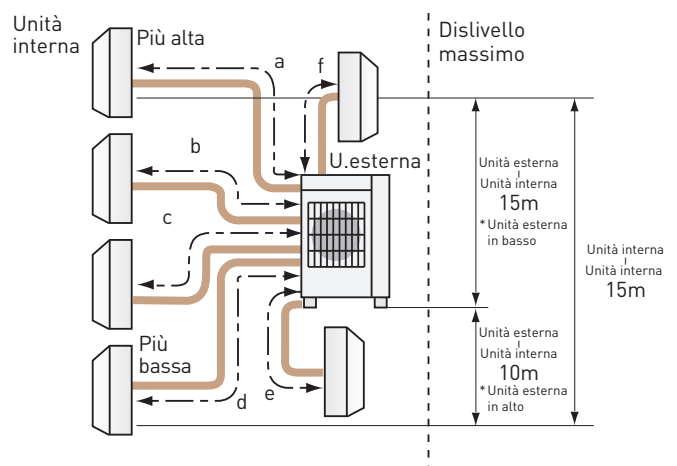 Unità
interna
Più alta
a
f
Dislivello
massimo
b
U.esterna
c
Unità esterna
Unità interna
15m
* Unità esterna
in basso
Unità interna
Unità interna
15m
Più
bassa
d
e
Unità esterna
Unità interna
10m
* Unità esterna
in alto